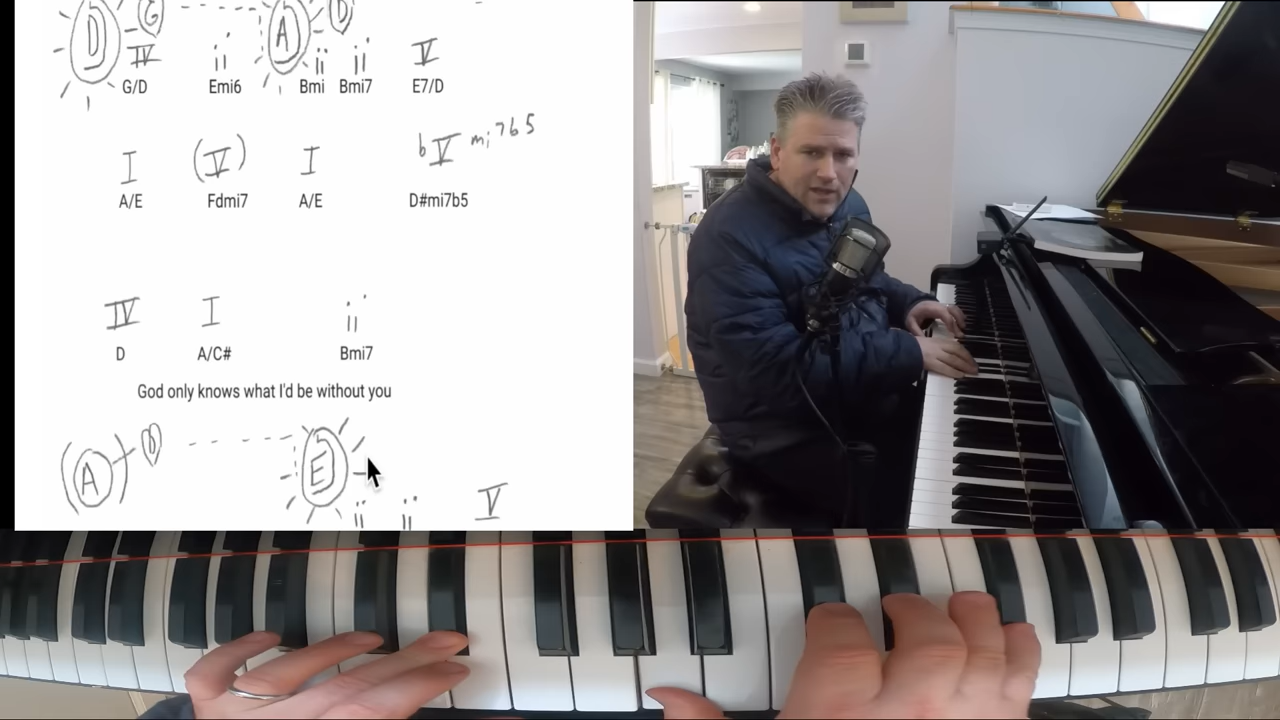 D G A D
IV ii ii ii V
G/D Emi6 Bmi Bmi7 E7/D
I (V) I bV mi7b5
A/E Fdmi7 A/E D#mi7b5
IV I ii
D A/C# Bmi7
God only knows what I'd be without you
A D E
ii ii V